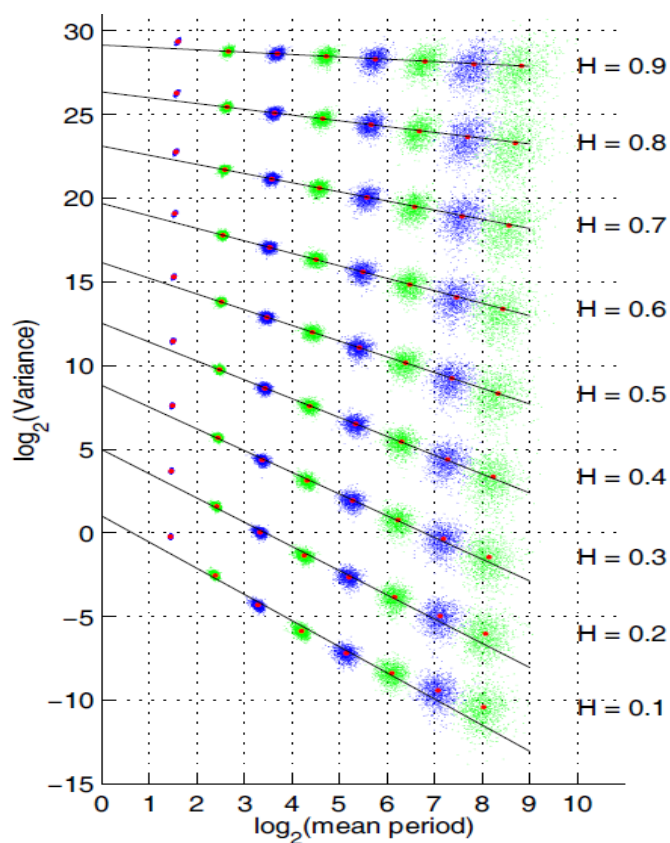 30
25
20
15
10
5
0
−5
−10
−15
log₂(Variance)
H = 0.9
H = 0.8
H = 0.7
H = 0.6
H = 0.5
H = 0.4
H = 0.3
H = 0.2
H = 0.1
0 1 2 3 4 5 6 7 8 9 10
log₂(mean period)